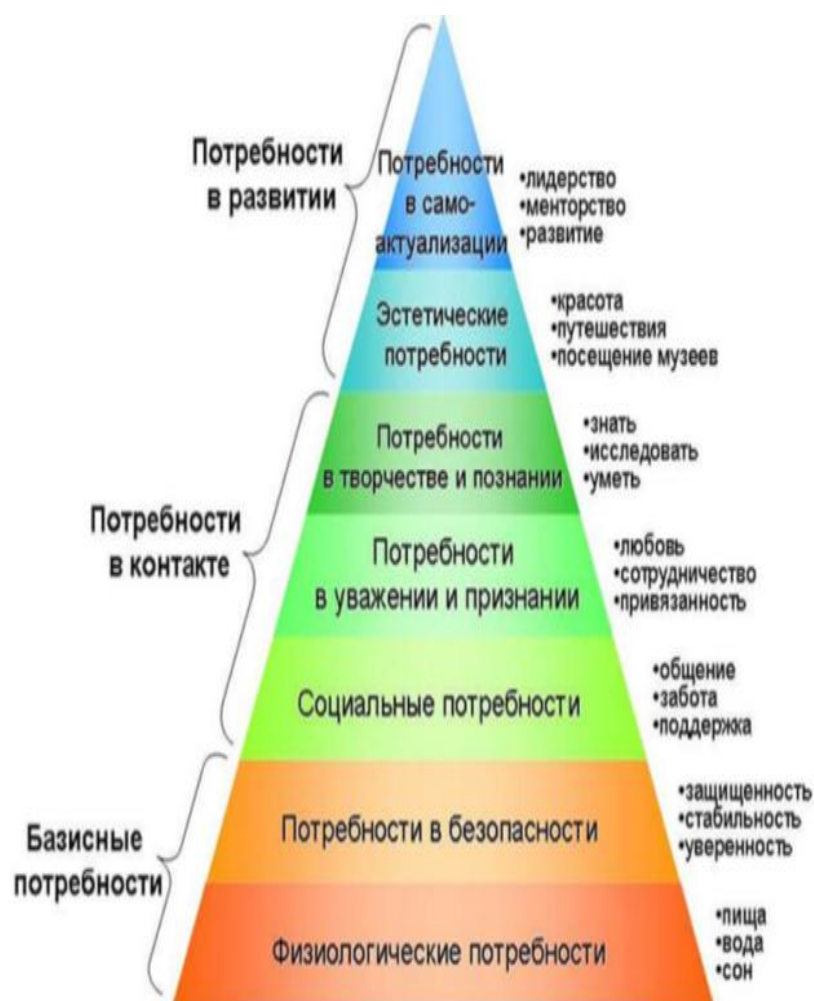 Потребности
в развитии
Потребности
в само-
актуализации
•лидерство
•менторство
•развитие
Эстетические
потребности
•красота
•путешествия
•посещение музеев
Потребности
в контакте
Потребности
в творчестве и познании
•знать
•исследовать
•уметь
Потребности
в уважении и признании
•любовь
•сотрудничество
•привязанность
Социальные потребности
•общение
•забота
•поддержка
Базисные
потребности
Потребности в безопасности
•защищенность
•стабильность
•уверенность
Физиологические потребности
•пища
•вода
•сон